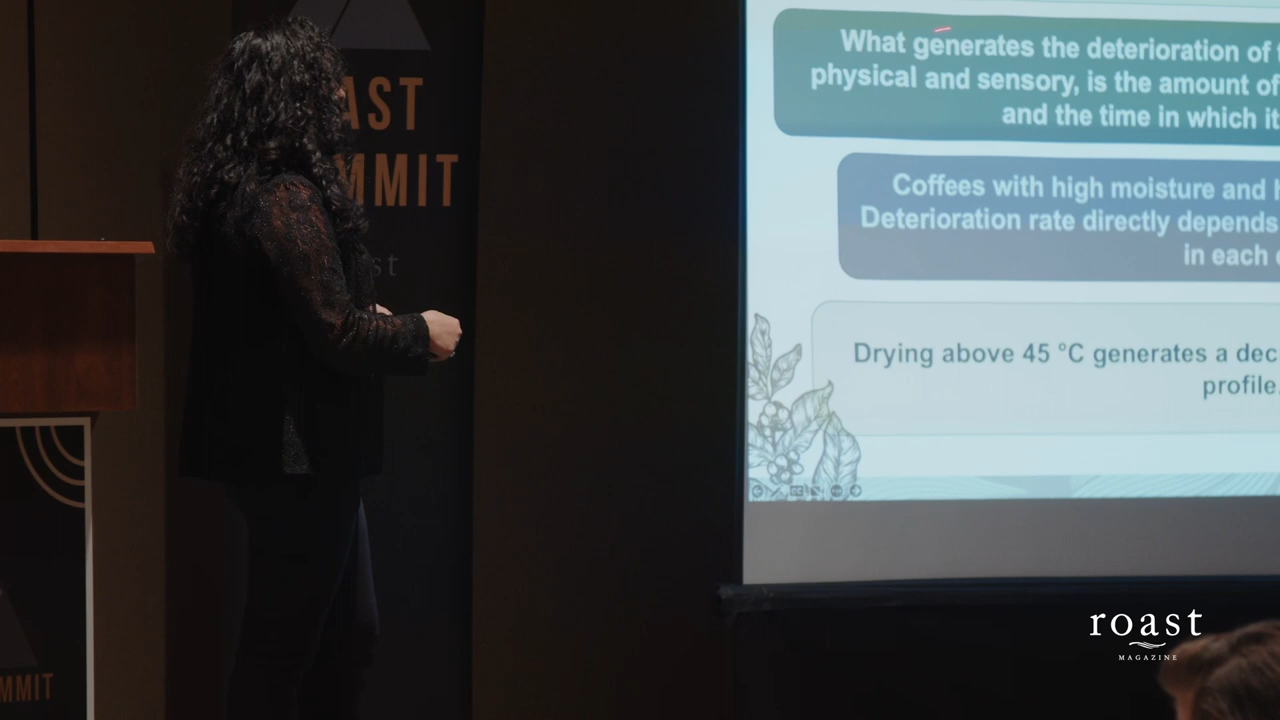 AST
MMIT
st
What generates the deterioration of
physical and sensory, is the amount of
and the time in which it
Coffees with high moisture and
Deterioration rate directly depends
in each
Drying above 45 °C generates a dec
profile.
roast
MAGAZINE
MMIT